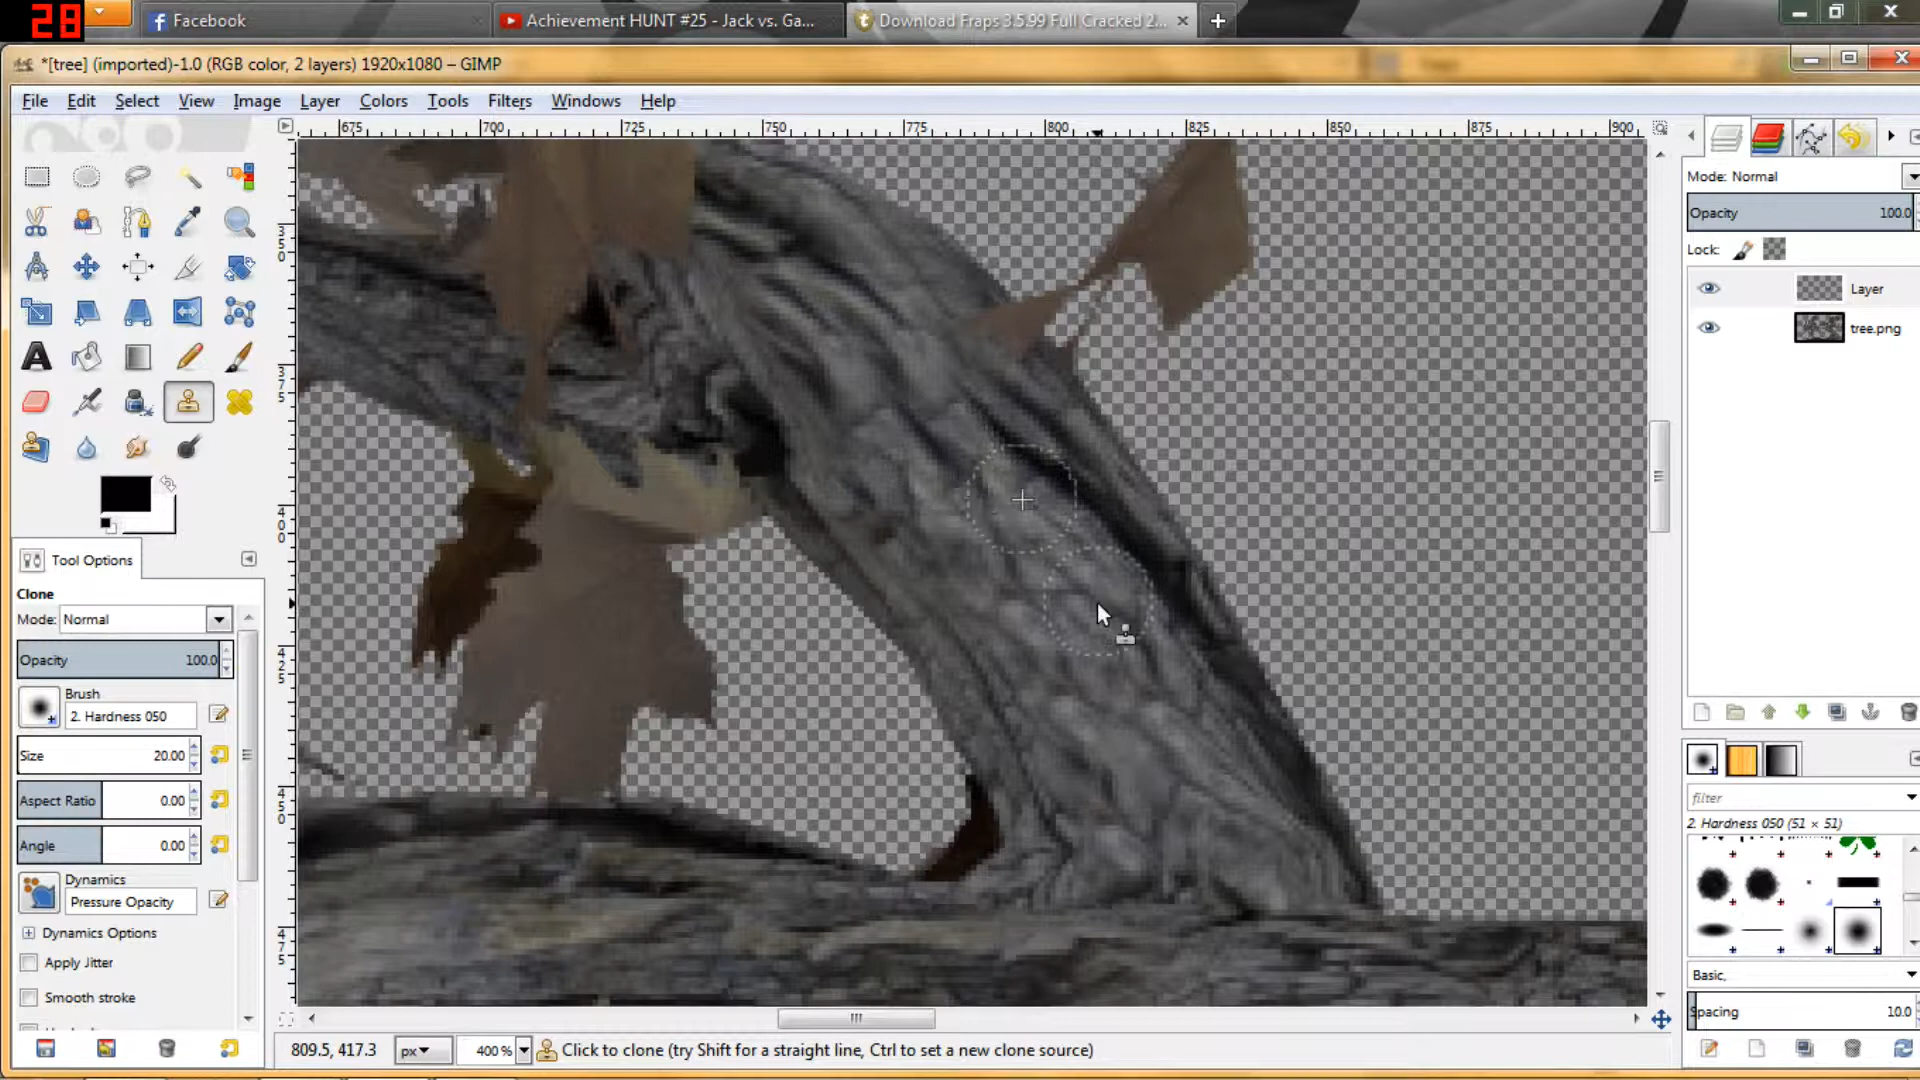 28
Facebook
Achievement HUNT #25 - Jack vs. Ga...
Download Fraps 3.5.99 Full Cracked 2...
*[tree] (imported)-1.0 (RGB color, 2 layers) 1920x1080 – GIMP
File Edit Select View Image Layer Colors Tools Filters Windows Help
675 700 725 750 775 800 825 850 875 900
350
375
400
425
450
475
Tool Options
Clone
Mode: Normal
Opacity 100.0
Brush
2. Hardness 050
Size 20.00
Aspect Ratio 0.00
Angle 0.00
Dynamics
Pressure Opacity
Dynamics Options
Apply Jitter
Smooth stroke
809.5, 417.3 px 400 % Click to clone (try Shift for a straight line, Ctrl to set a new clone source)
Mode: Normal
Opacity 100.0
Lock:
Layer
tree.png
filter
2. Hardness 050 (51 × 51)
Basic,
Spacing 10.0